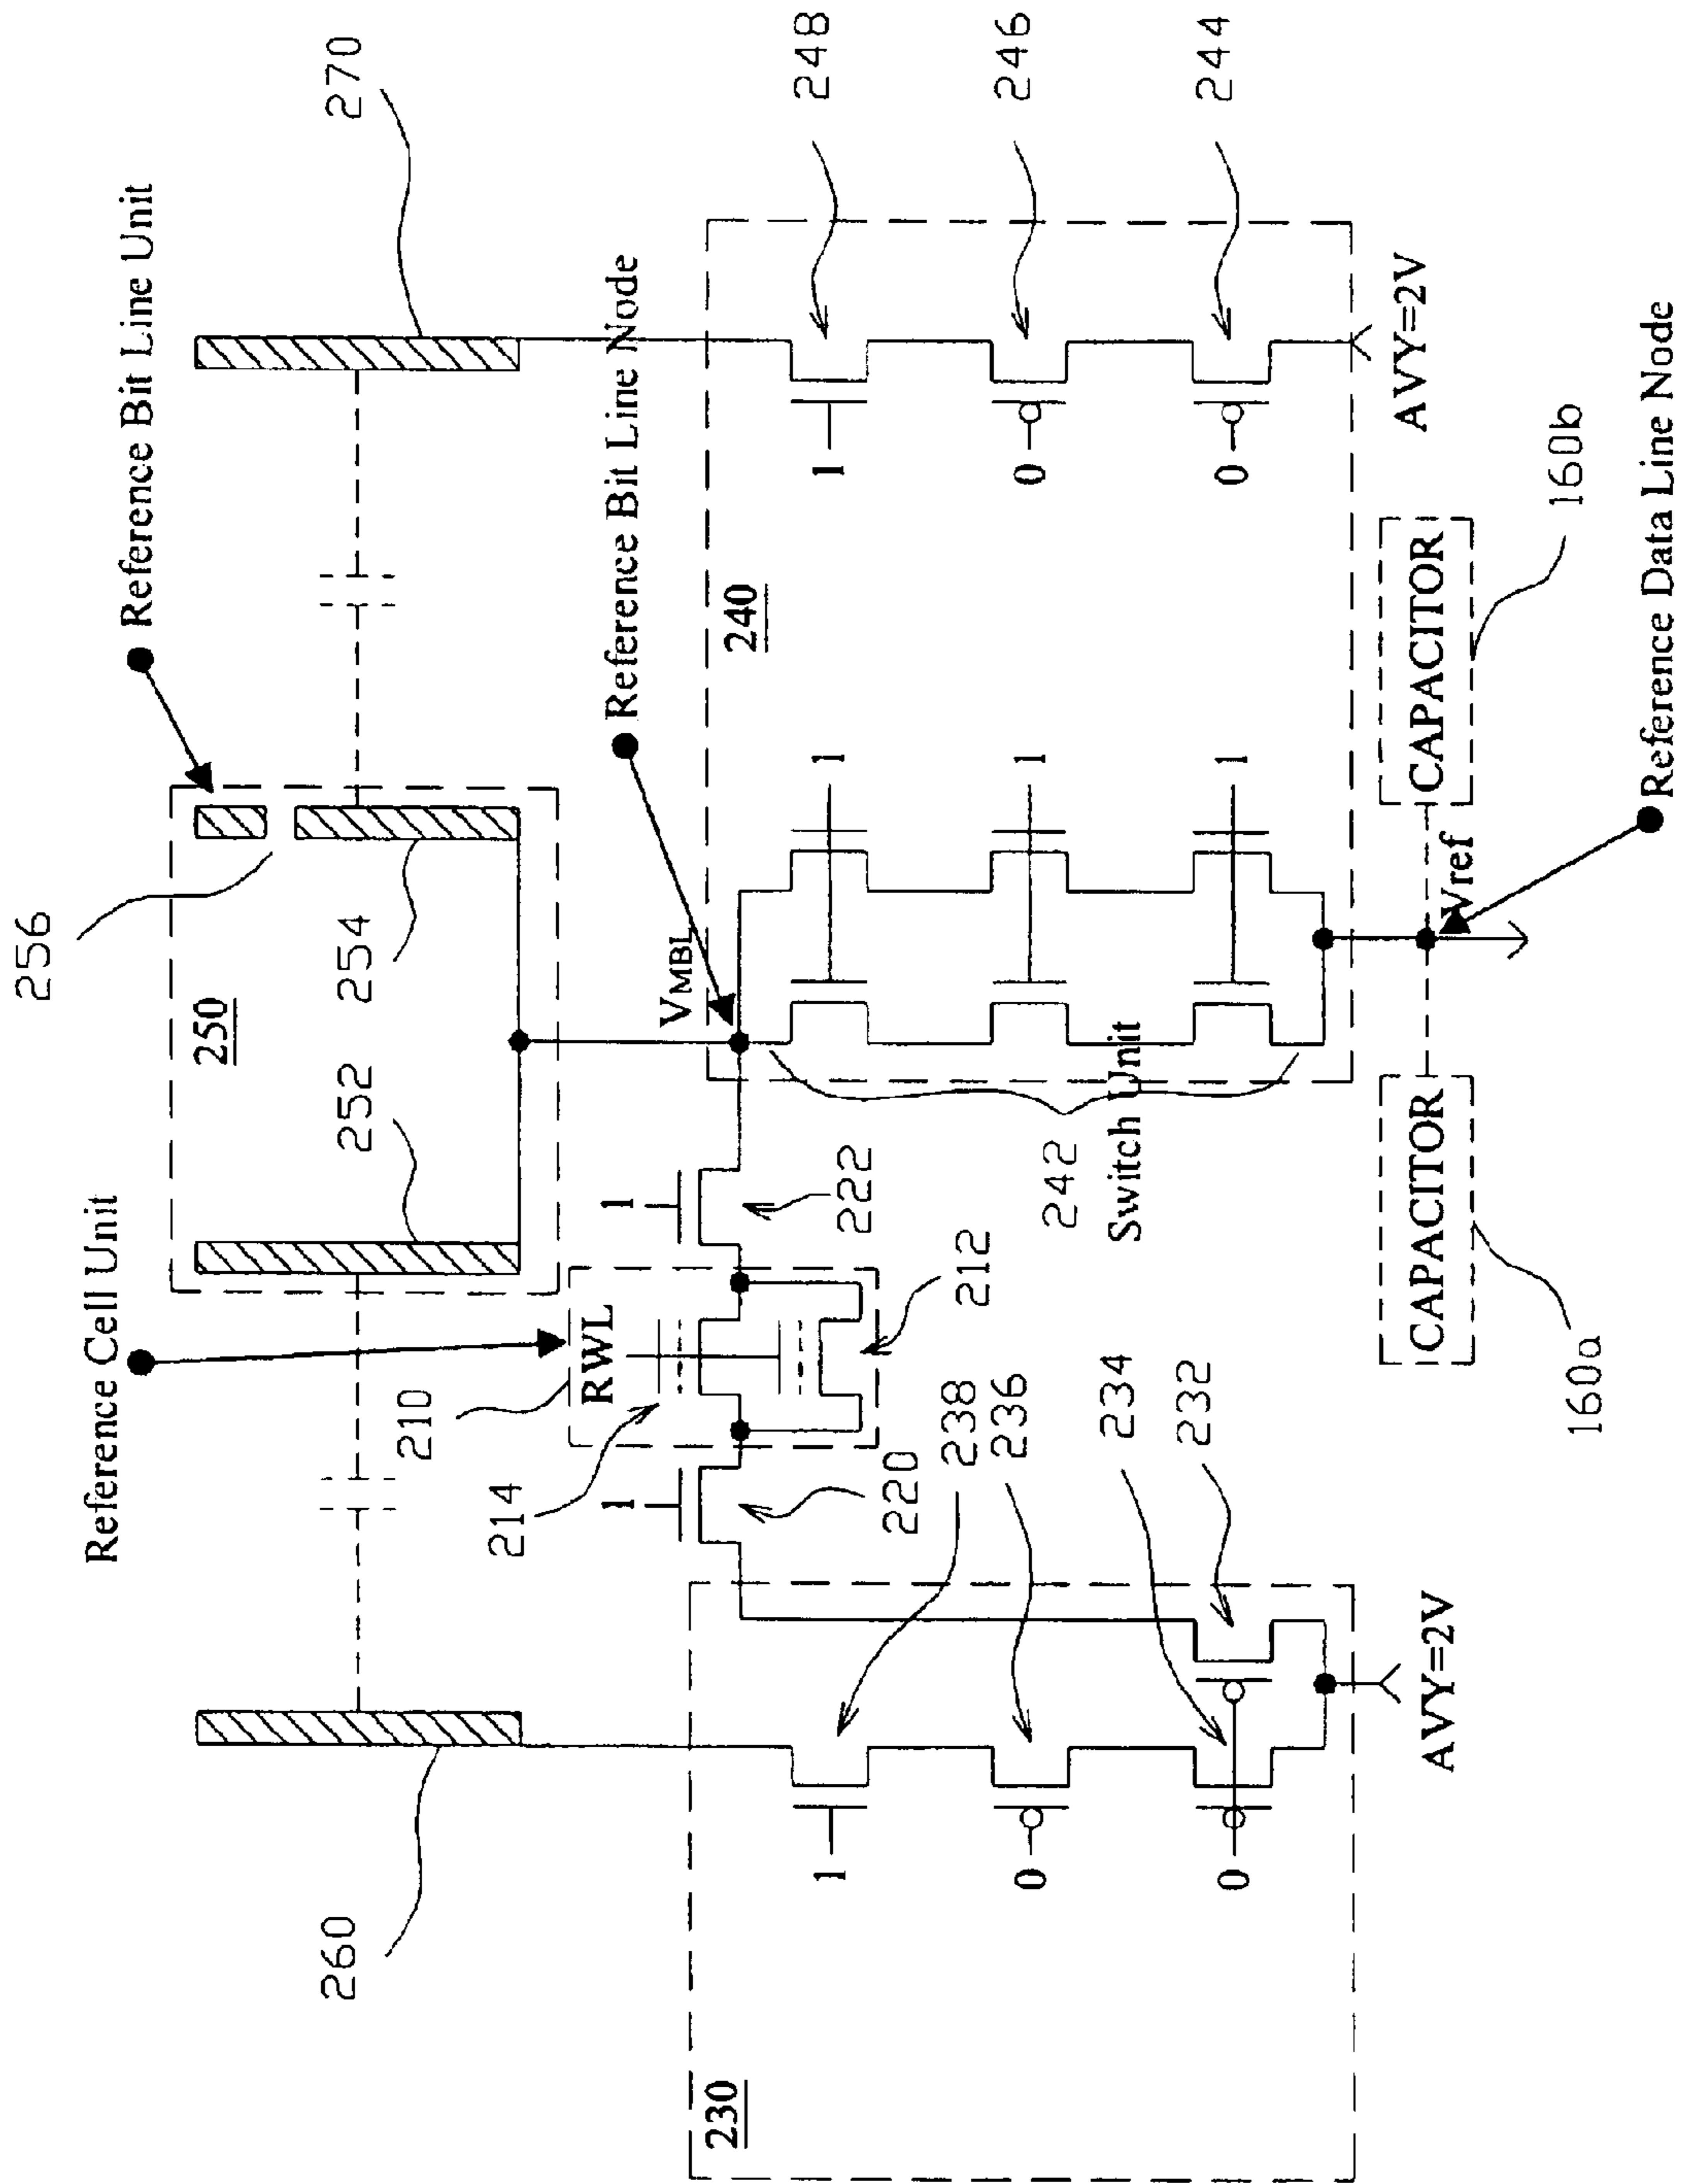 Reference Bit Line Unit
256
270
Reference Cell Unit
250
252
254
260
Reference Bit Line Node
VMBL
210
RWL
214
1
1
222
220
212
230
240
238
236
234
232
242
Switch Unit
1
0
0
1
1
1
1
0
0
248
246
244
AVY=2V
AVY=2V
CAPACITOR
CAPACITOR
Vref
160a
160b
Reference Data Line Node